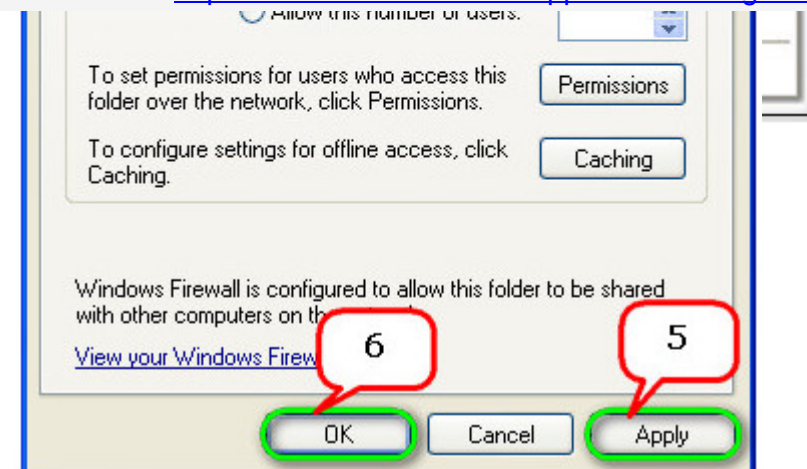 Allow this number of users:
To set permissions for users who access this
folder over the network, click Permissions.
Permissions
To configure settings for offline access, click
Caching.
Caching
Windows Firewall is configured to allow this folder to be shared
with other computers on
View your Windows
6
5
OK
Cancel
Apply